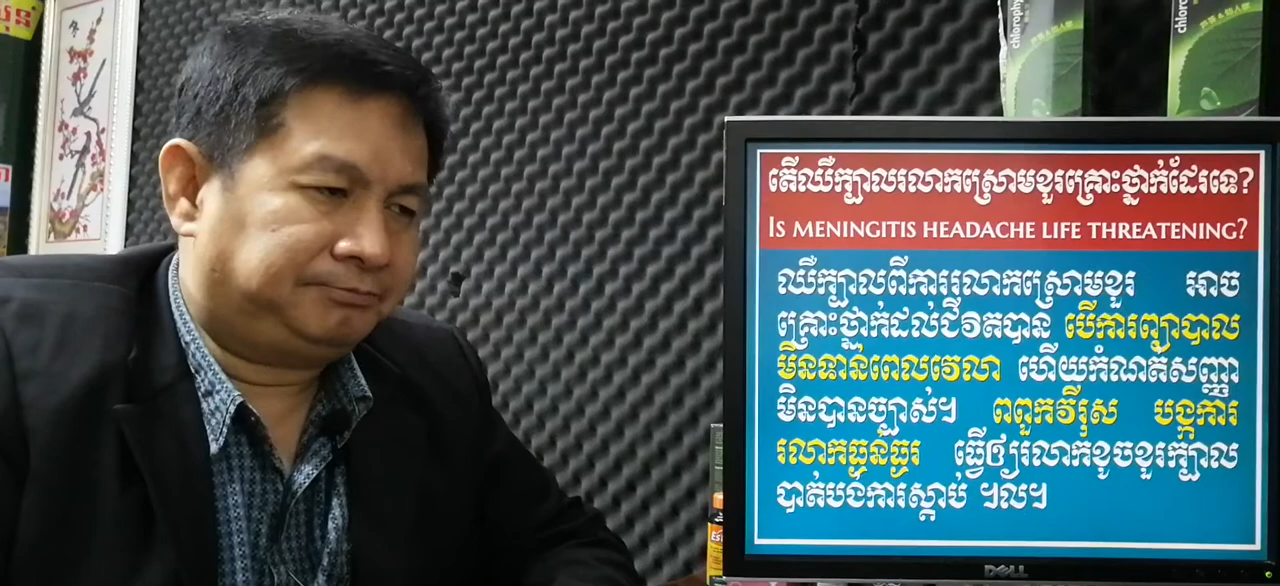 តើឈឺក្បាលរលាកស្រោមខួរគ្រោះថ្នាក់ដែរទេ?
IS MENINGITIS HEADACHE LIFE THREATENING?
ឈឺក្បាលពីការរលាកស្រោមខួរ អាច
គ្រោះថ្នាក់ដល់ជីវិតបាន បើការព្យាបាល
មិនទាន់ពេលវេលា ហើយកំណត់សញ្ញា
មិនបានច្បាស់។ ពពួកវីរុស បង្កការ
រលាកធ្ងន់ធ្ងរ ធ្វើឲ្យរលាកខូចខួរក្បាល
បាត់បង់ការស្តាប់ ។ល។
DELL